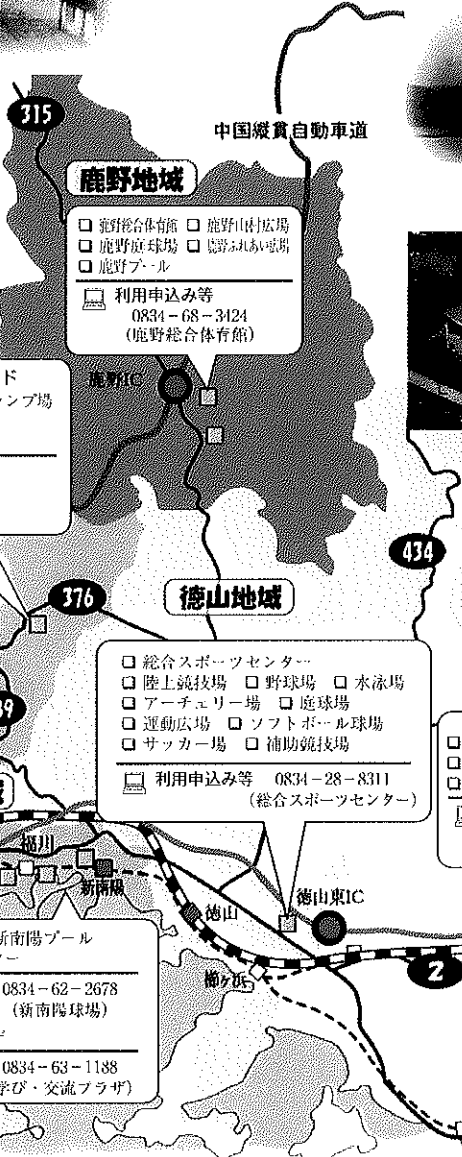 315
中国縦貫自動車道
鹿野地域
□ 鹿野総合体育館 □ 鹿野山村広場
□ 鹿野庭球場 □ 鹿野ふれあい広場
□ 鹿野プール
利用申込み等
0834-68-3424
(鹿野総合体育館)
ド
ンプ場
鹿野IC
434
376
徳山地域
□ 総合スポーツセンター
□ 陸上競技場 □ 野球場 □ 水泳場
□ アーチェリー場 □ 庭球場
□ 運動広場 □ ソフトボール球場
□ サッカー場 □ 補助競技場
利用申込み等 0834-28-8311
(総合スポーツセンター)
福川
新南陽
徳山
徳山東IC
櫛ヶ浜
2
新南陽プール
ー
0834-62-2678
(新南陽球場)
0834-63-1188
学び・交流プラザ)